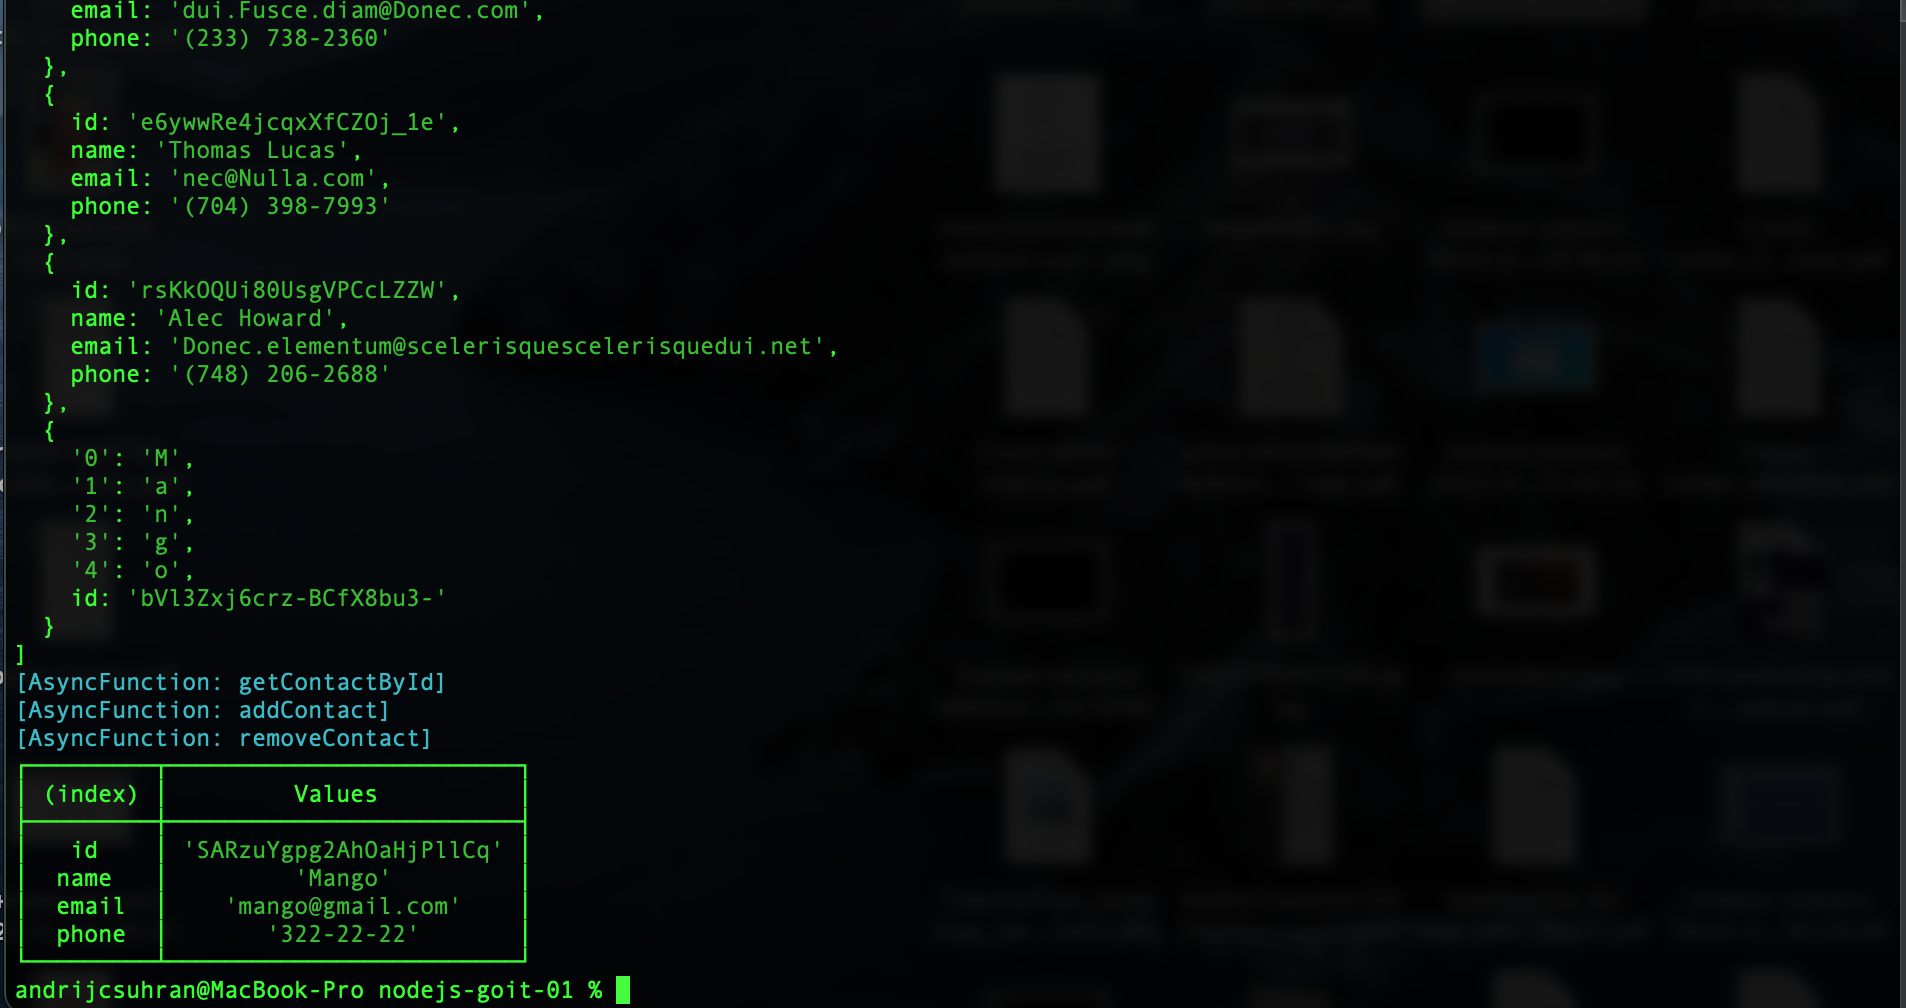 email: 'dui.Fusce.diam@Donec.com',
phone: '(233) 738-2360'
},
{
id: 'e6ywwRe4jcqxXfCZOj_1e',
name: 'Thomas Lucas',
email: 'nec@Nulla.com',
phone: '(704) 398-7993'
},
{
id: 'rsKkOQUi80UsgVPCcLZZW',
name: 'Alec Howard',
email: 'Donec.elementum@scelerisquescelerisquedui.net',
phone: '(748) 206-2688'
},
{
'0': 'M',
'1': 'a',
'2': 'n',
'3': 'g',
'4': 'o',
id: 'bVl3Zxj6crz-BCfX8bu3-'
}
]
[AsyncFunction: getContactById]
[AsyncFunction: addContact]
[AsyncFunction: removeContact]
(index) Values
id 'SARzuYgpg2AhOaHjPllCq'
name 'Mango'
email 'mango@gmail.com'
phone '322-22-22'
andrijcsuhran@MacBook-Pro nodejs-goit-01 %